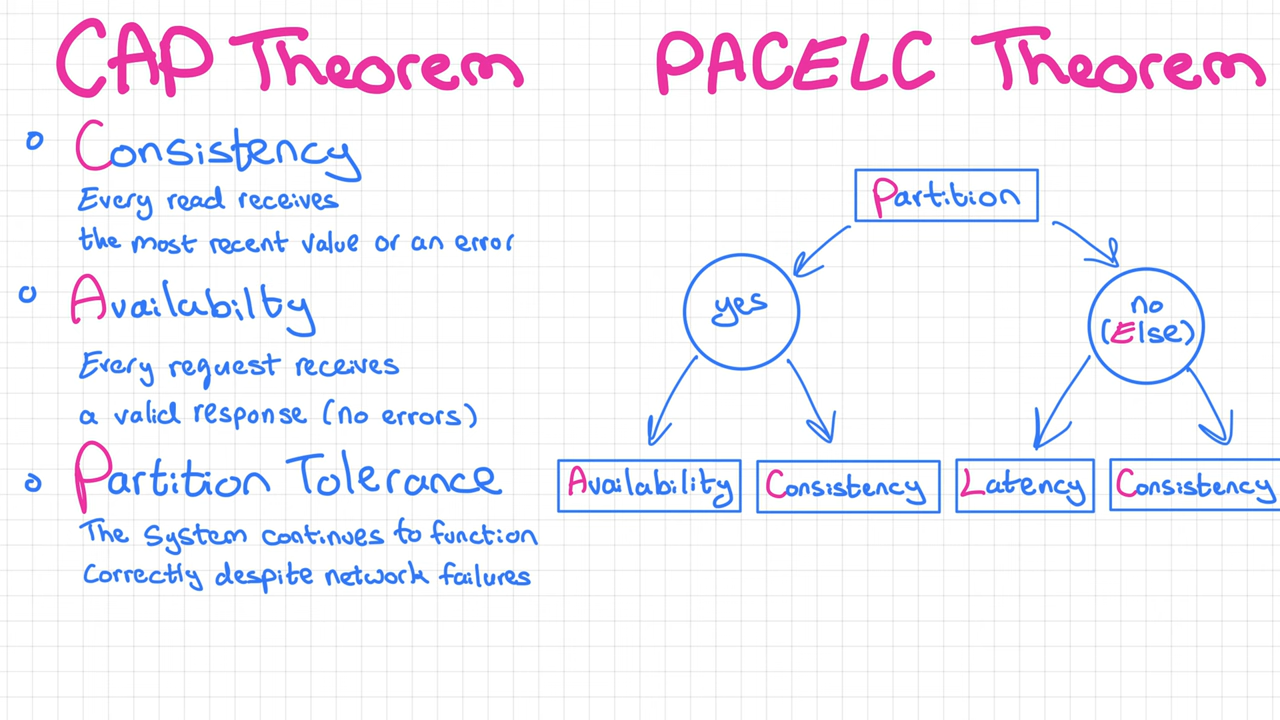 CAP Theorem
Consistency
Every read receives
the most recent value or an error
Availabilty
Every request receives
a valid response (no errors)
Partition Tolerance
The system continues to function
Correctly despite network failures
PACELC Theorem
Partition
yes
no
(Else)
Availability
Consistency
Latency
Consistency